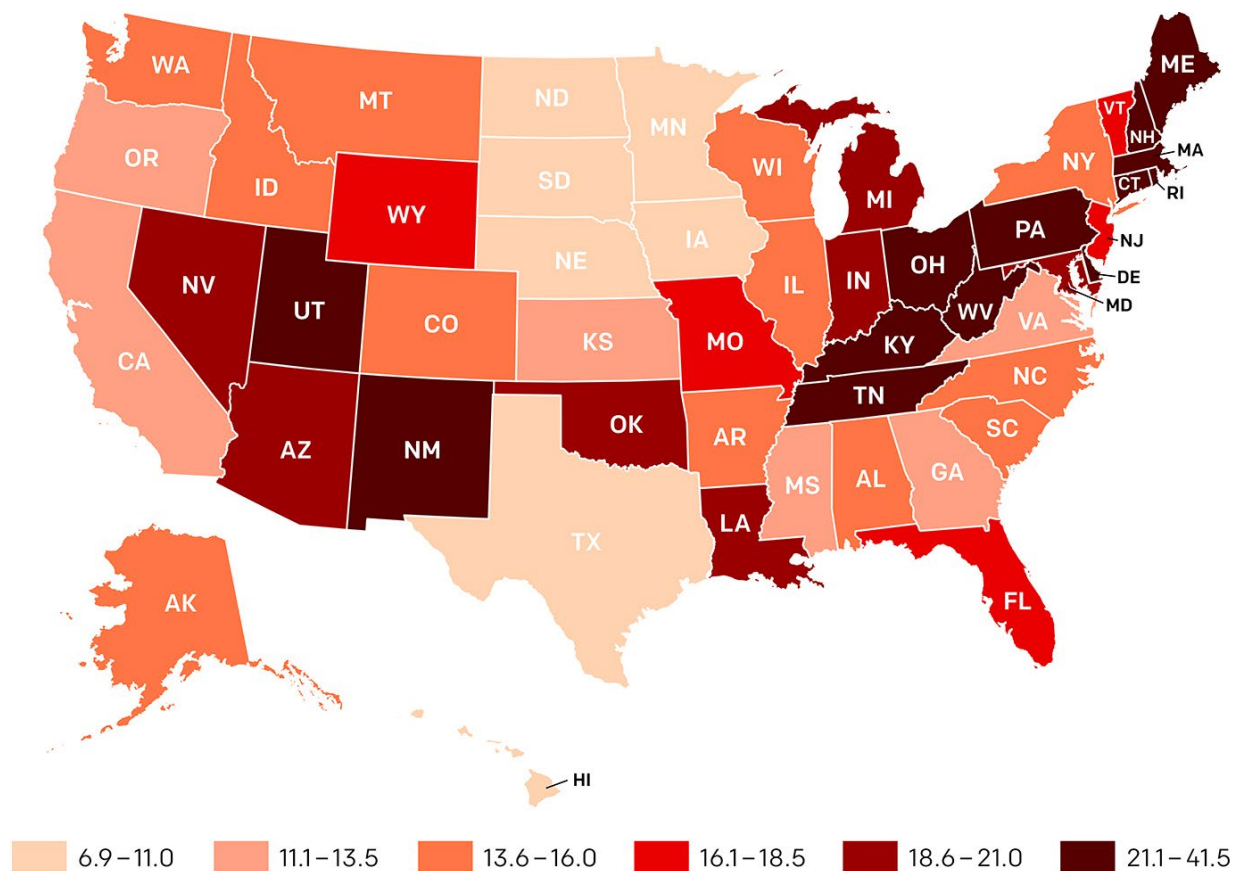 ME
WA
MT
ND
VT
MN
NH
MA
OR
NY
WI
ID
SD
CT
RI
WY
MI
PA
NJ
IA
NE
OH
DE
NV
IN
IL
MD
UT
WV
VA
CO
MO
KS
KY
CA
NC
TN
OK
SC
AR
AZ
NM
GA
AL
MS
LA
TX
FL
AK
HI
6.9–11.0
11.1–13.5
13.6–16.0
16.1–18.5
18.6–21.0
21.1–41.5